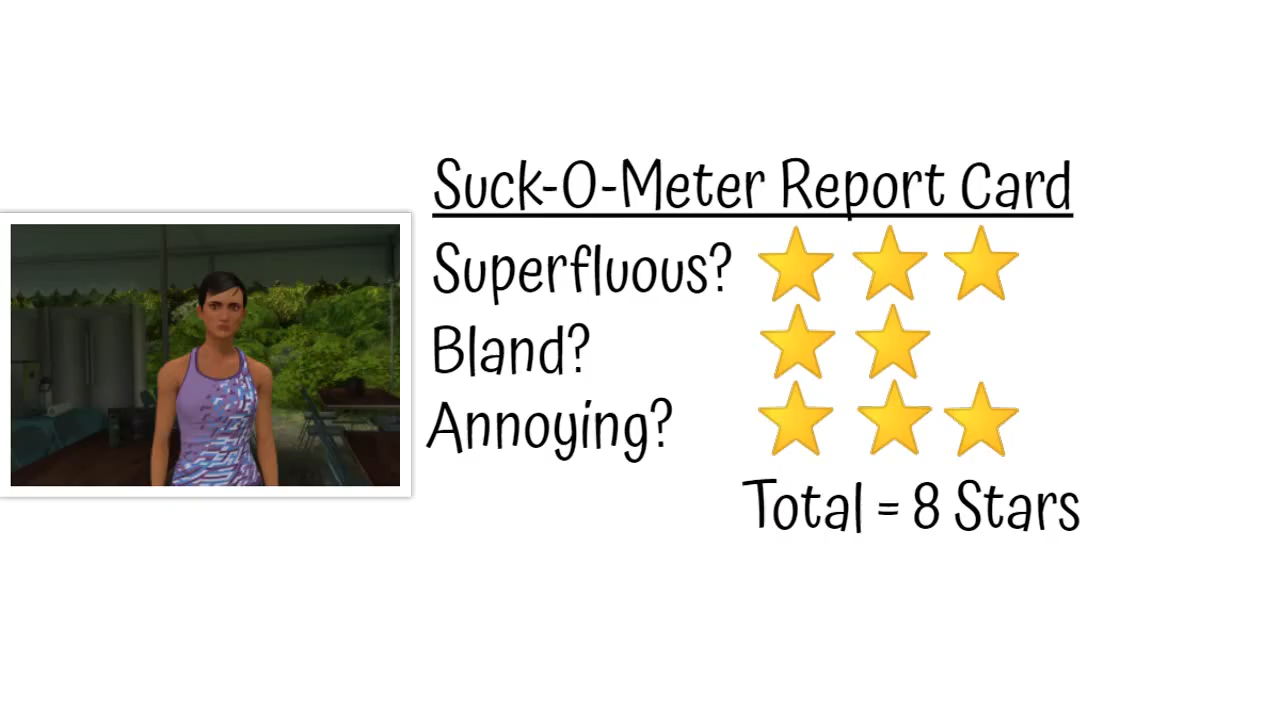 Suck-O-Meter Report Card
Superfluous?
Bland?
Annoying?
Total = 8 Stars